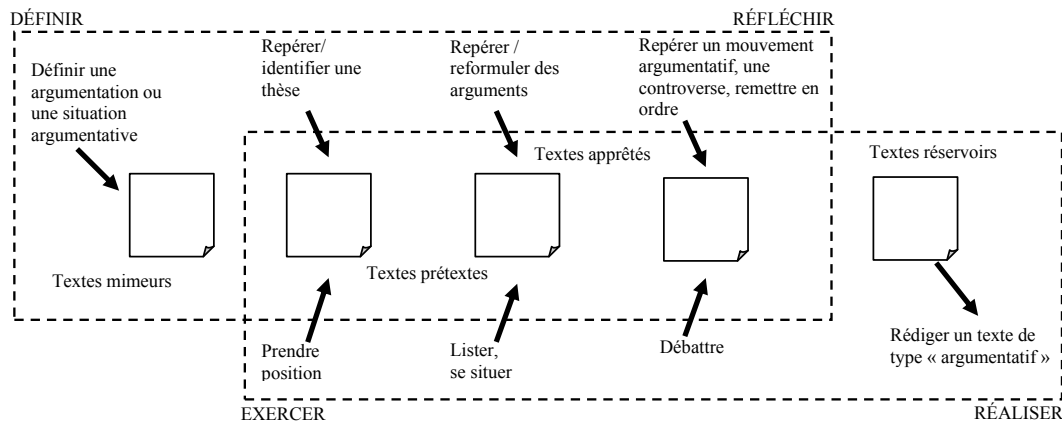 DÉFINIR
RÉFLÉCHIR
Définir une
argumentation ou
une situation
argumentative
Repérer/
identifier une
thèse
Repérer /
reformuler des
arguments
Repérer un mouvement
argumentatif, une
controverse, remettre en
ordre
Textes apprêtés
Textes réservoirs
Textes mimeurs
Textes prétextes
Prendre
position
Lister,
se situer
Débattre
Rédiger un texte de
type « argumentatif »
EXERCER
RÉALISER